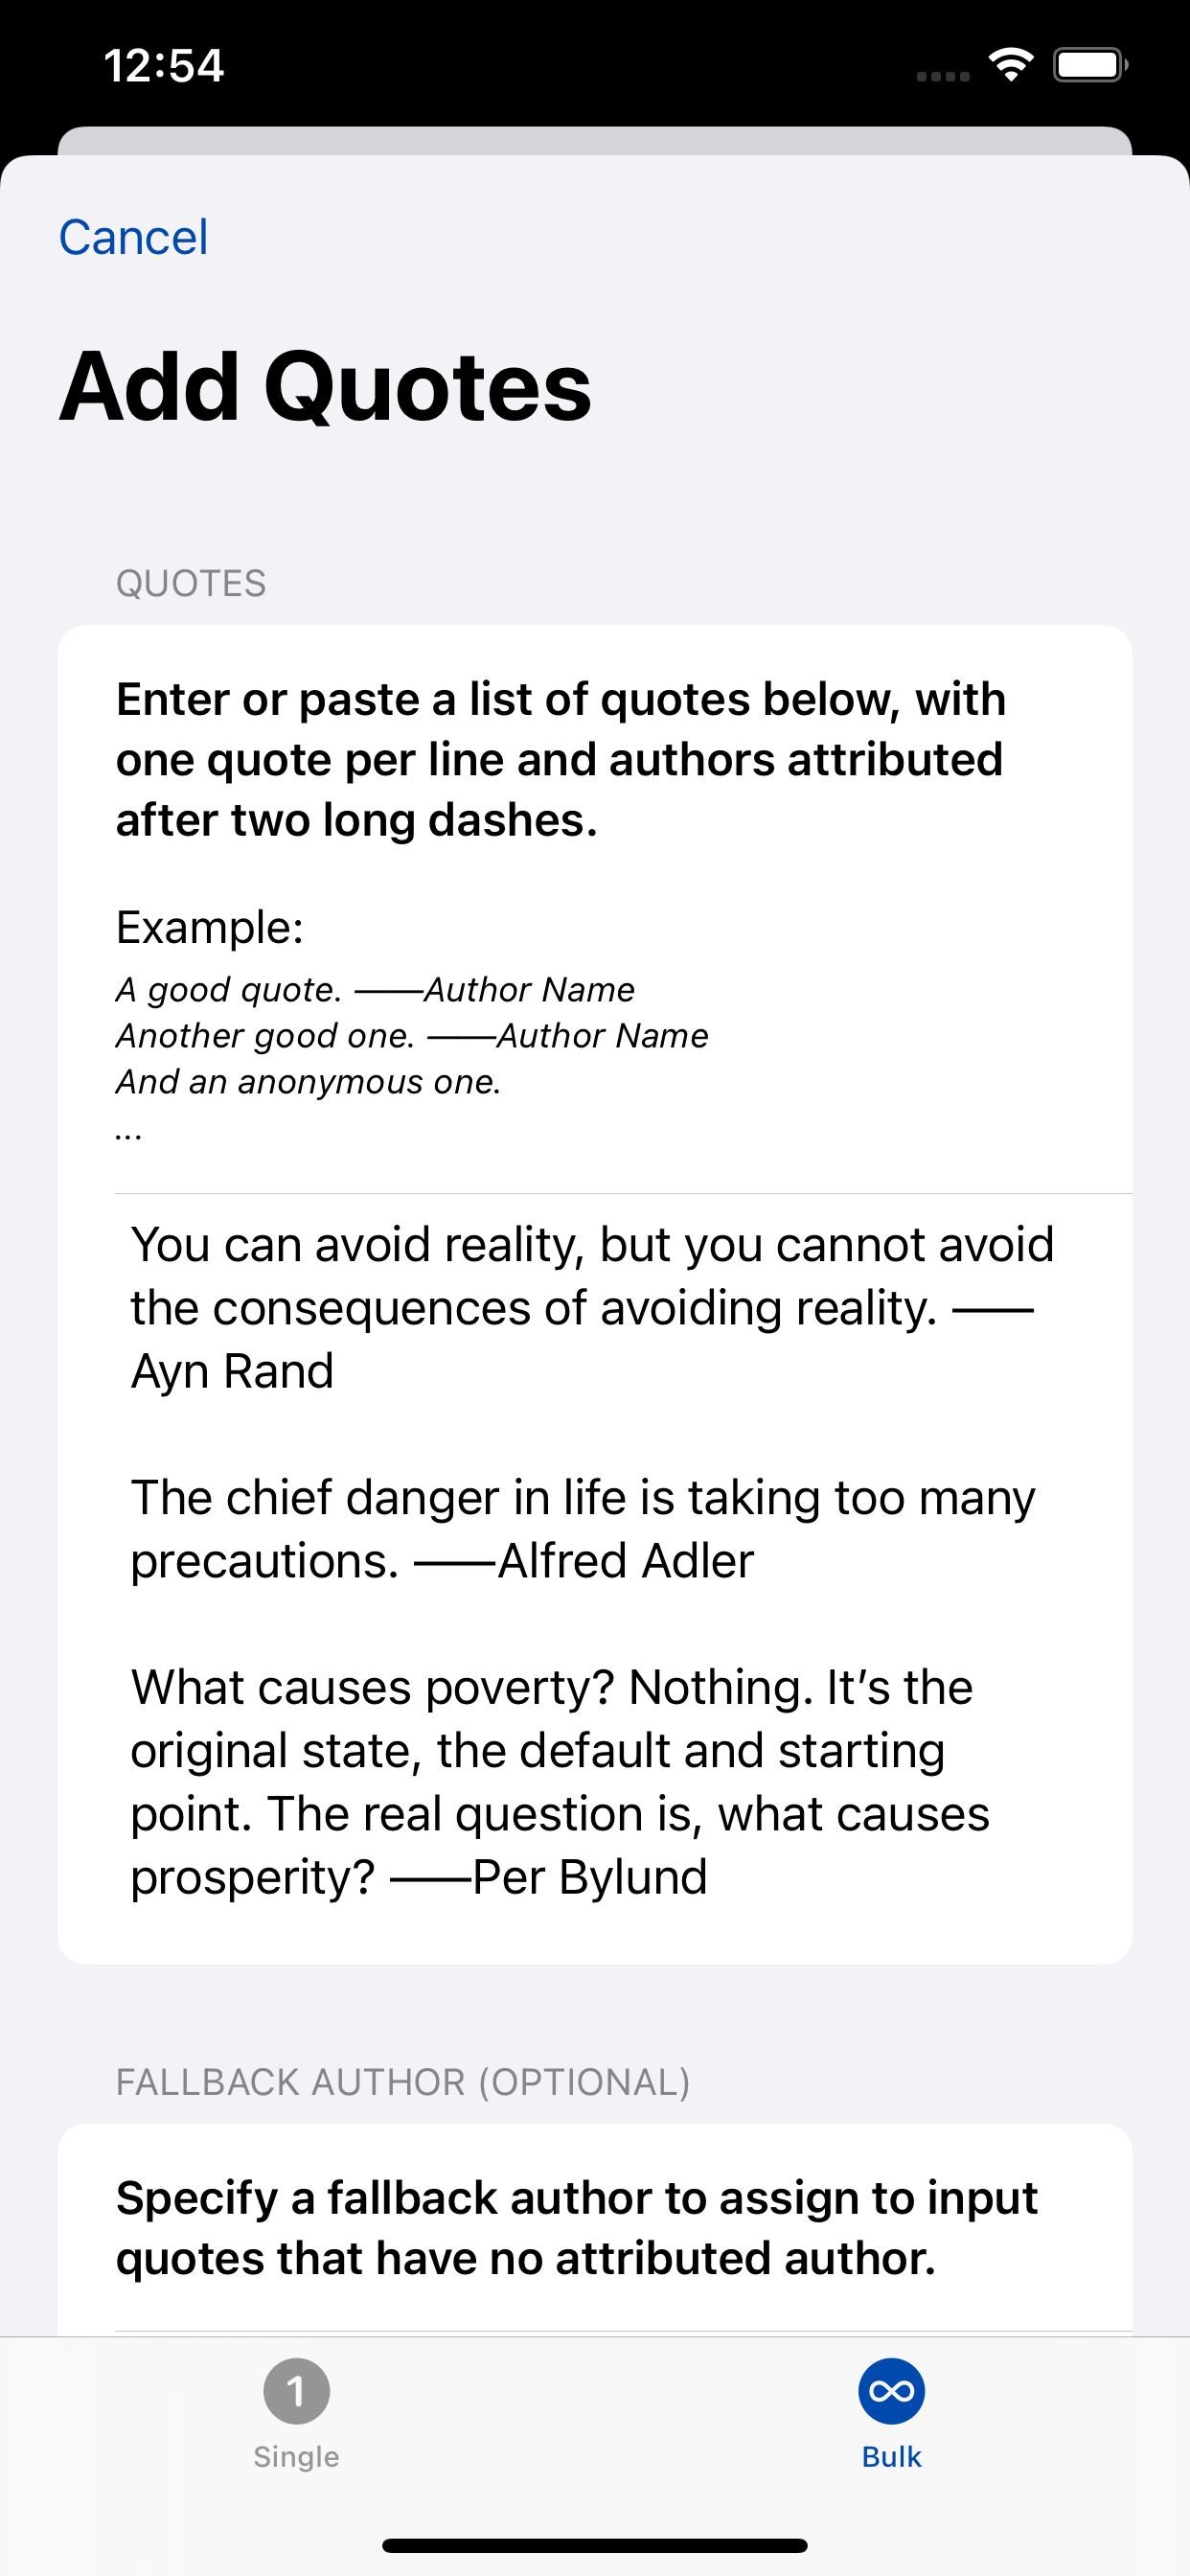 12:54
Cancel
Add Quotes
QUOTES
Enter or paste a list of quotes below, with
one quote per line and authors attributed
after two long dashes.
Example:
A good quote. ——Author Name
Another good one. ——Author Name
And an anonymous one.
...
You can avoid reality, but you cannot avoid
the consequences of avoiding reality. ——
Ayn Rand
The chief danger in life is taking too many
precautions. ——Alfred Adler
What causes poverty? Nothing. It’s the
original state, the default and starting
point. The real question is, what causes
prosperity? ——Per Bylund
FALLBACK AUTHOR (OPTIONAL)
Specify a fallback author to assign to input
quotes that have no attributed author.
1
Single
Bulk